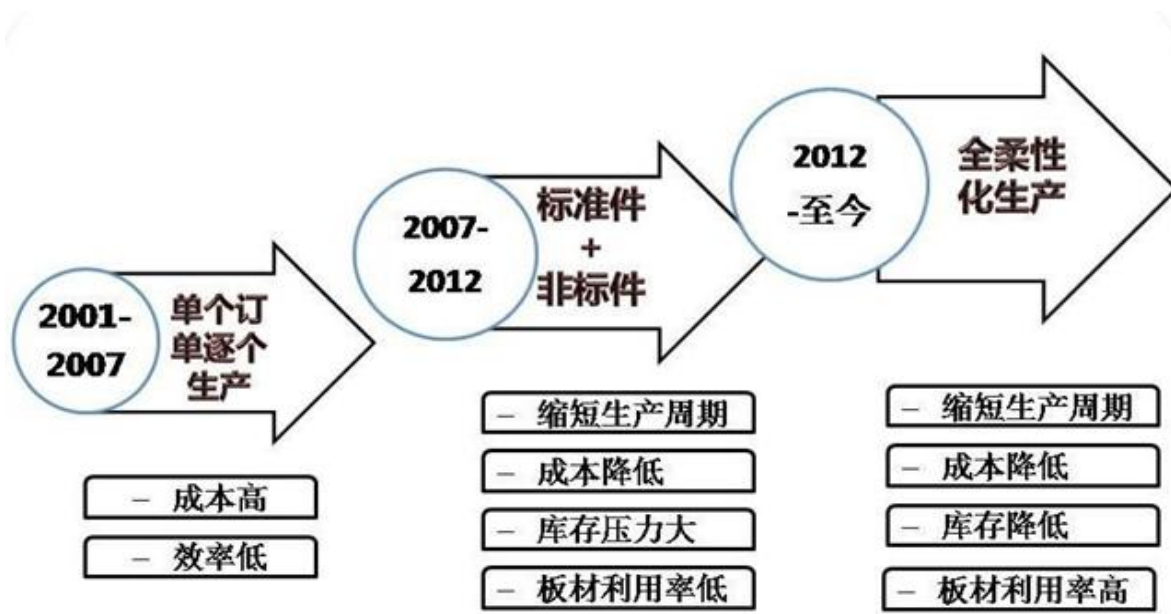 2001-
2007
单个订
单逐个
生产
– 成本高
– 效率低
2007-
2012
标准件
+
非标件
– 缩短生产周期
– 成本降低
– 库存压力大
– 板材利用率低
2012
-至今
全柔性
化生产
– 缩短生产周期
– 成本降低
– 库存降低
– 板材利用率高